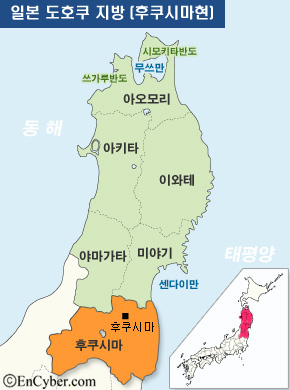 일본 도호쿠 지방 [후쿠시마현]
시모키타반도
무쓰만
쓰가루반도
아오모리
동 해
아키타
이와테
야마가타
미야기
태평양
센다이만
후쿠시마
후쿠시마
©EnCyber.com